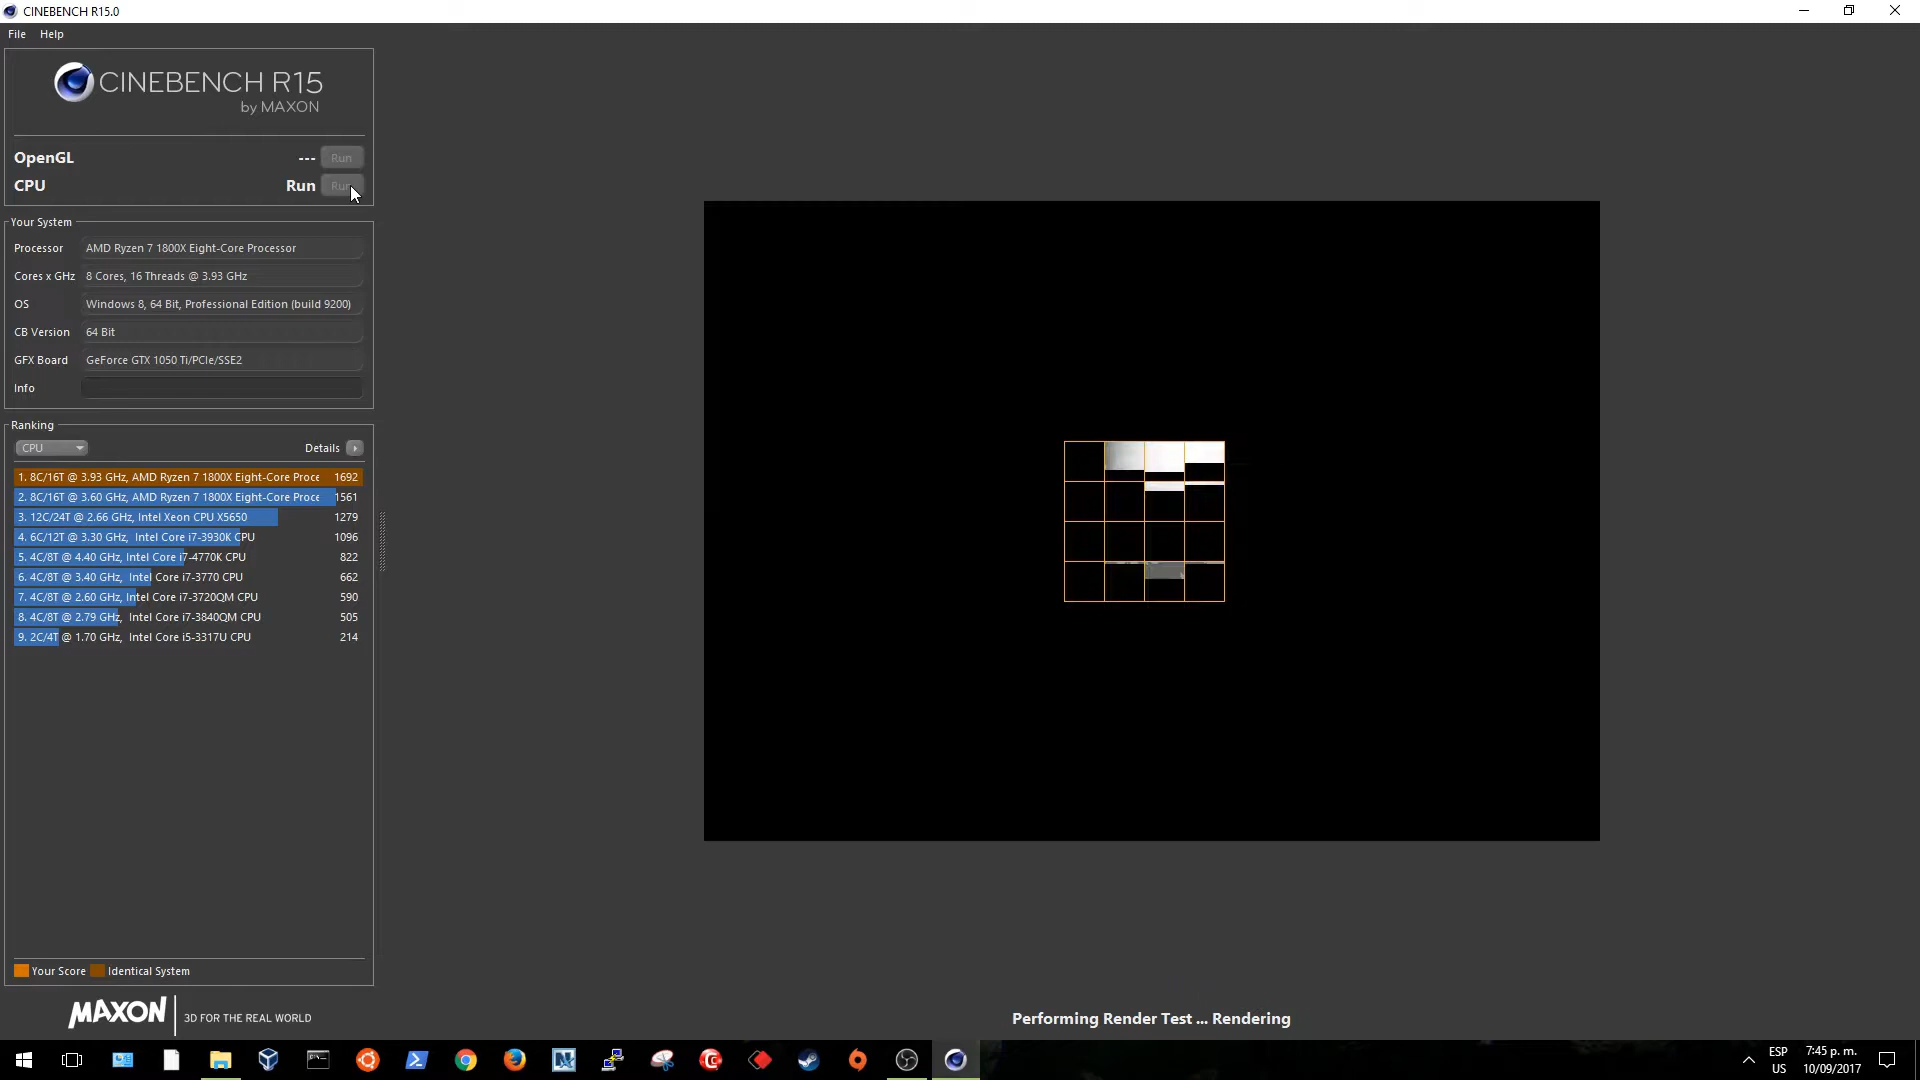 CINEBENCH R15.0
File Help
CINEBENCH R15
by MAXON
OpenGL --- Run
CPU Run Run
Your System
Processor AMD Ryzen 7 1800X Eight-Core Processor
Cores x GHz 8 Cores, 16 Threads @ 3.93 GHz
OS Windows 8, 64 Bit, Professional Edition (build 9200)
CB Version 64 Bit
GFX Board GeForce GTX 1050 Ti/PCIe/SSE2
Info
Ranking
CPU Details
1. 8C/16T @ 3.93 GHz, AMD Ryzen 7 1800X Eight-Core Proce 1692
2. 8C/16T @ 3.60 GHz, AMD Ryzen 7 1800X Eight-Core Proce 1561
3. 12C/24T @ 2.66 GHz, Intel Xeon CPU X5650 1279
4. 6C/12T @ 3.30 GHz, Intel Core i7-3930K CPU 1096
5. 4C/8T @ 4.40 GHz, Intel Core i7-4770K CPU 822
6. 4C/8T @ 3.40 GHz, Intel Core i7-3770 CPU 662
7. 4C/8T @ 2.60 GHz, Intel Core i7-3720QM CPU 590
8. 4C/8T @ 2.79 GHz, Intel Core i7-3840QM CPU 505
9. 2C/4T @ 1.70 GHz, Intel Core i5-3317U CPU 214
Your Score Identical System
MAXON 3D FOR THE REAL WORLD
Performing Render Test ... Rendering
ESP 7:45 p. m.
US 10/09/2017